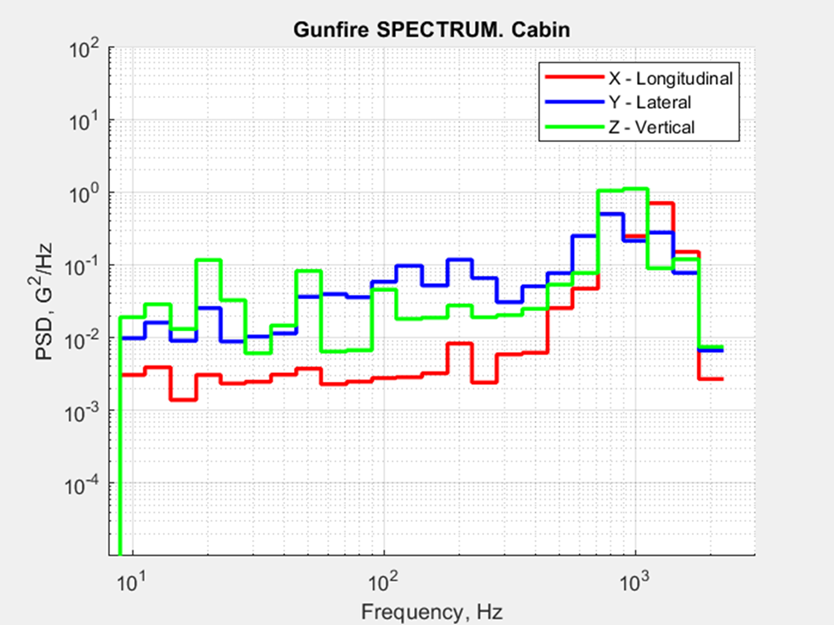 Gunfire SPECTRUM. Cabin
X - Longitudinal
Y - Lateral
Z - Vertical
10²
10¹
10⁰
10⁻¹
10⁻²
10⁻³
10⁻⁴
PSD, G²/Hz
10¹ 10² 10³
Frequency, Hz